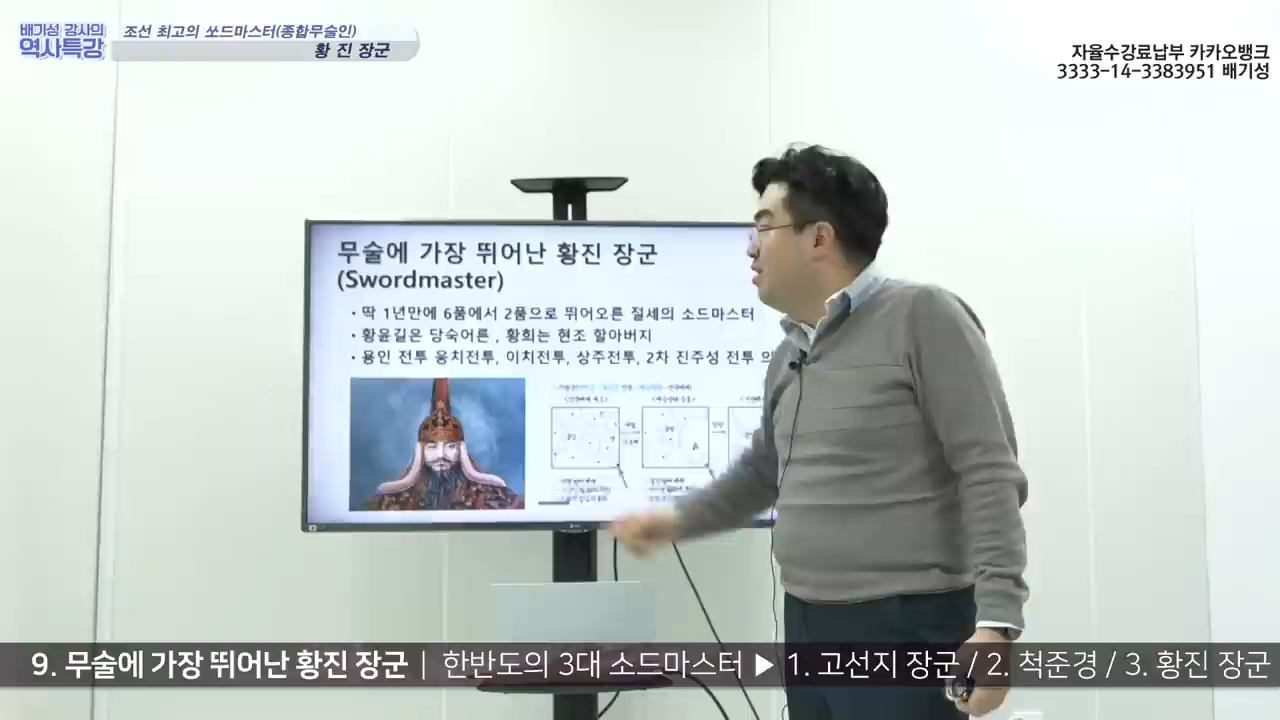 배기성 강사의
역사특강
조선 최고의 쏘드마스터(종합무술인)
황 진 장군
자율수강료납부 카카오뱅크
3333-14-3383951 배기성
무술에 가장 뛰어난 황진 장군
(Swordmaster)
• 딱 1년만에 6품에서 2품으로 뛰어오른 절세의 소드마스터
• 황윤길은 당숙어른 , 황희는 현조 할아버지
• 용인 전투 웅치전투, 이치전투, 상주전투, 2차 진주성 전투 의
9. 무술에 가장 뛰어난 황진 장군 | 한반도의 3대 소드마스터 ▶ 1. 고선지 장군 / 2. 척준경 / 3. 황진 장군